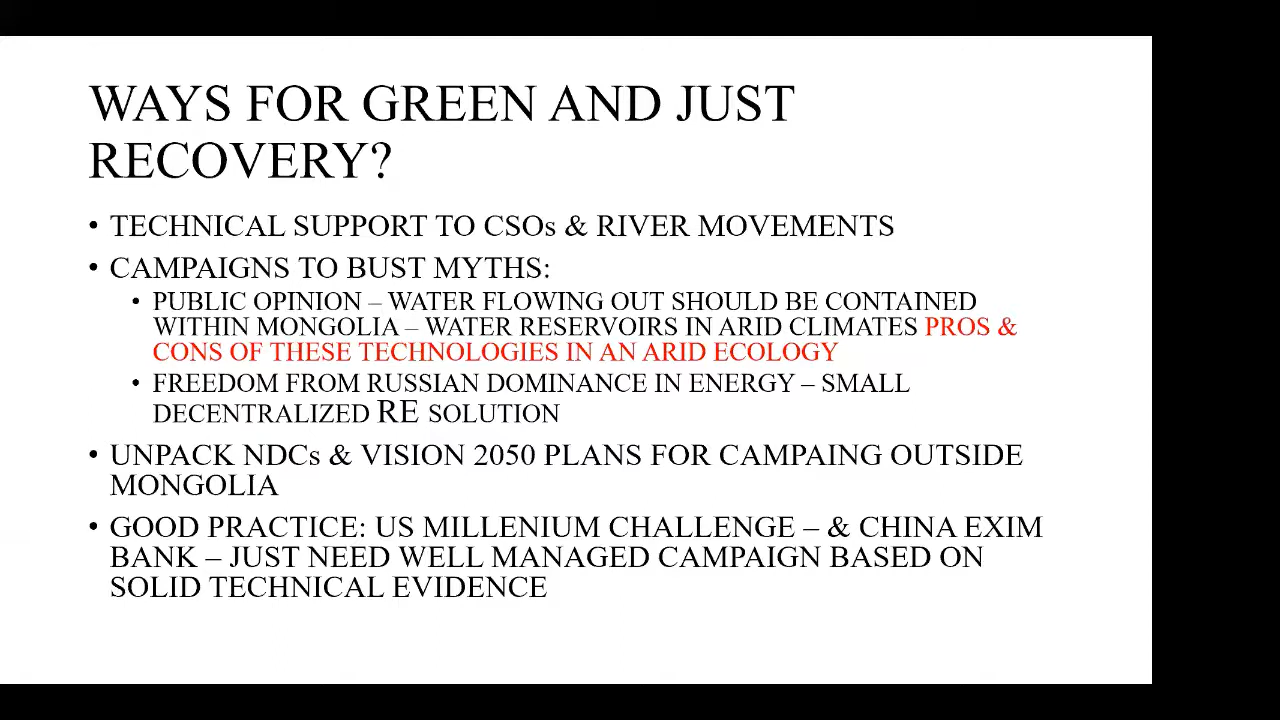 WAYS FOR GREEN AND JUST
RECOVERY?
• TECHNICAL SUPPORT TO CSOs & RIVER MOVEMENTS
• CAMPAIGNS TO BUST MYTHS:
• PUBLIC OPINION – WATER FLOWING OUT SHOULD BE CONTAINED
WITHIN MONGOLIA – WATER RESERVOIRS IN ARID CLIMATES PROS &
CONS OF THESE TECHNOLOGIES IN AN ARID ECOLOGY
• FREEDOM FROM RUSSIAN DOMINANCE IN ENERGY – SMALL
DECENTRALIZED RE SOLUTION
• UNPACK NDCs & VISION 2050 PLANS FOR CAMPAING OUTSIDE
MONGOLIA
• GOOD PRACTICE: US MILLENIUM CHALLENGE – & CHINA EXIM
BANK – JUST NEED WELL MANAGED CAMPAIGN BASED ON
SOLID TECHNICAL EVIDENCE